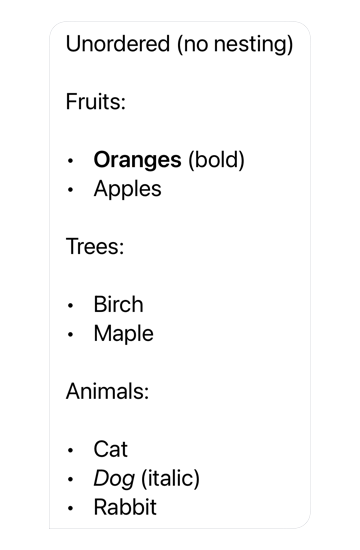 Unordered (no nesting)
Fruits:
• Oranges (bold)
• Apples
Trees:
• Birch
• Maple
Animals:
• Cat
• Dog (italic)
• Rabbit